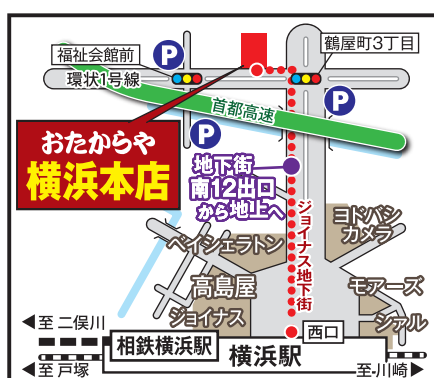 福祉会館前
P
鶴屋町3丁目
環状1号線
首都高速
P
P
おたからや
横浜本店
地下街
南12出口
から地上へ
ジョイナス地下街
ヨドバシ
カメラ
ベイシェラトン
高島屋
ジョイナス
モアーズ
シァル
西口
至 二俣川
相鉄横浜駅
横浜駅
至 戸塚
至 川崎